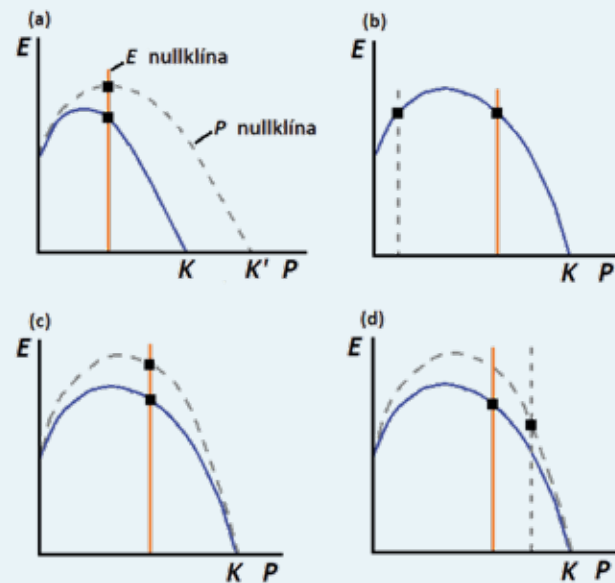 (a)
E
E nullklína
P nullklína
K K' P
(b)
E
K P
(c)
E
K P
(d)
E
K P